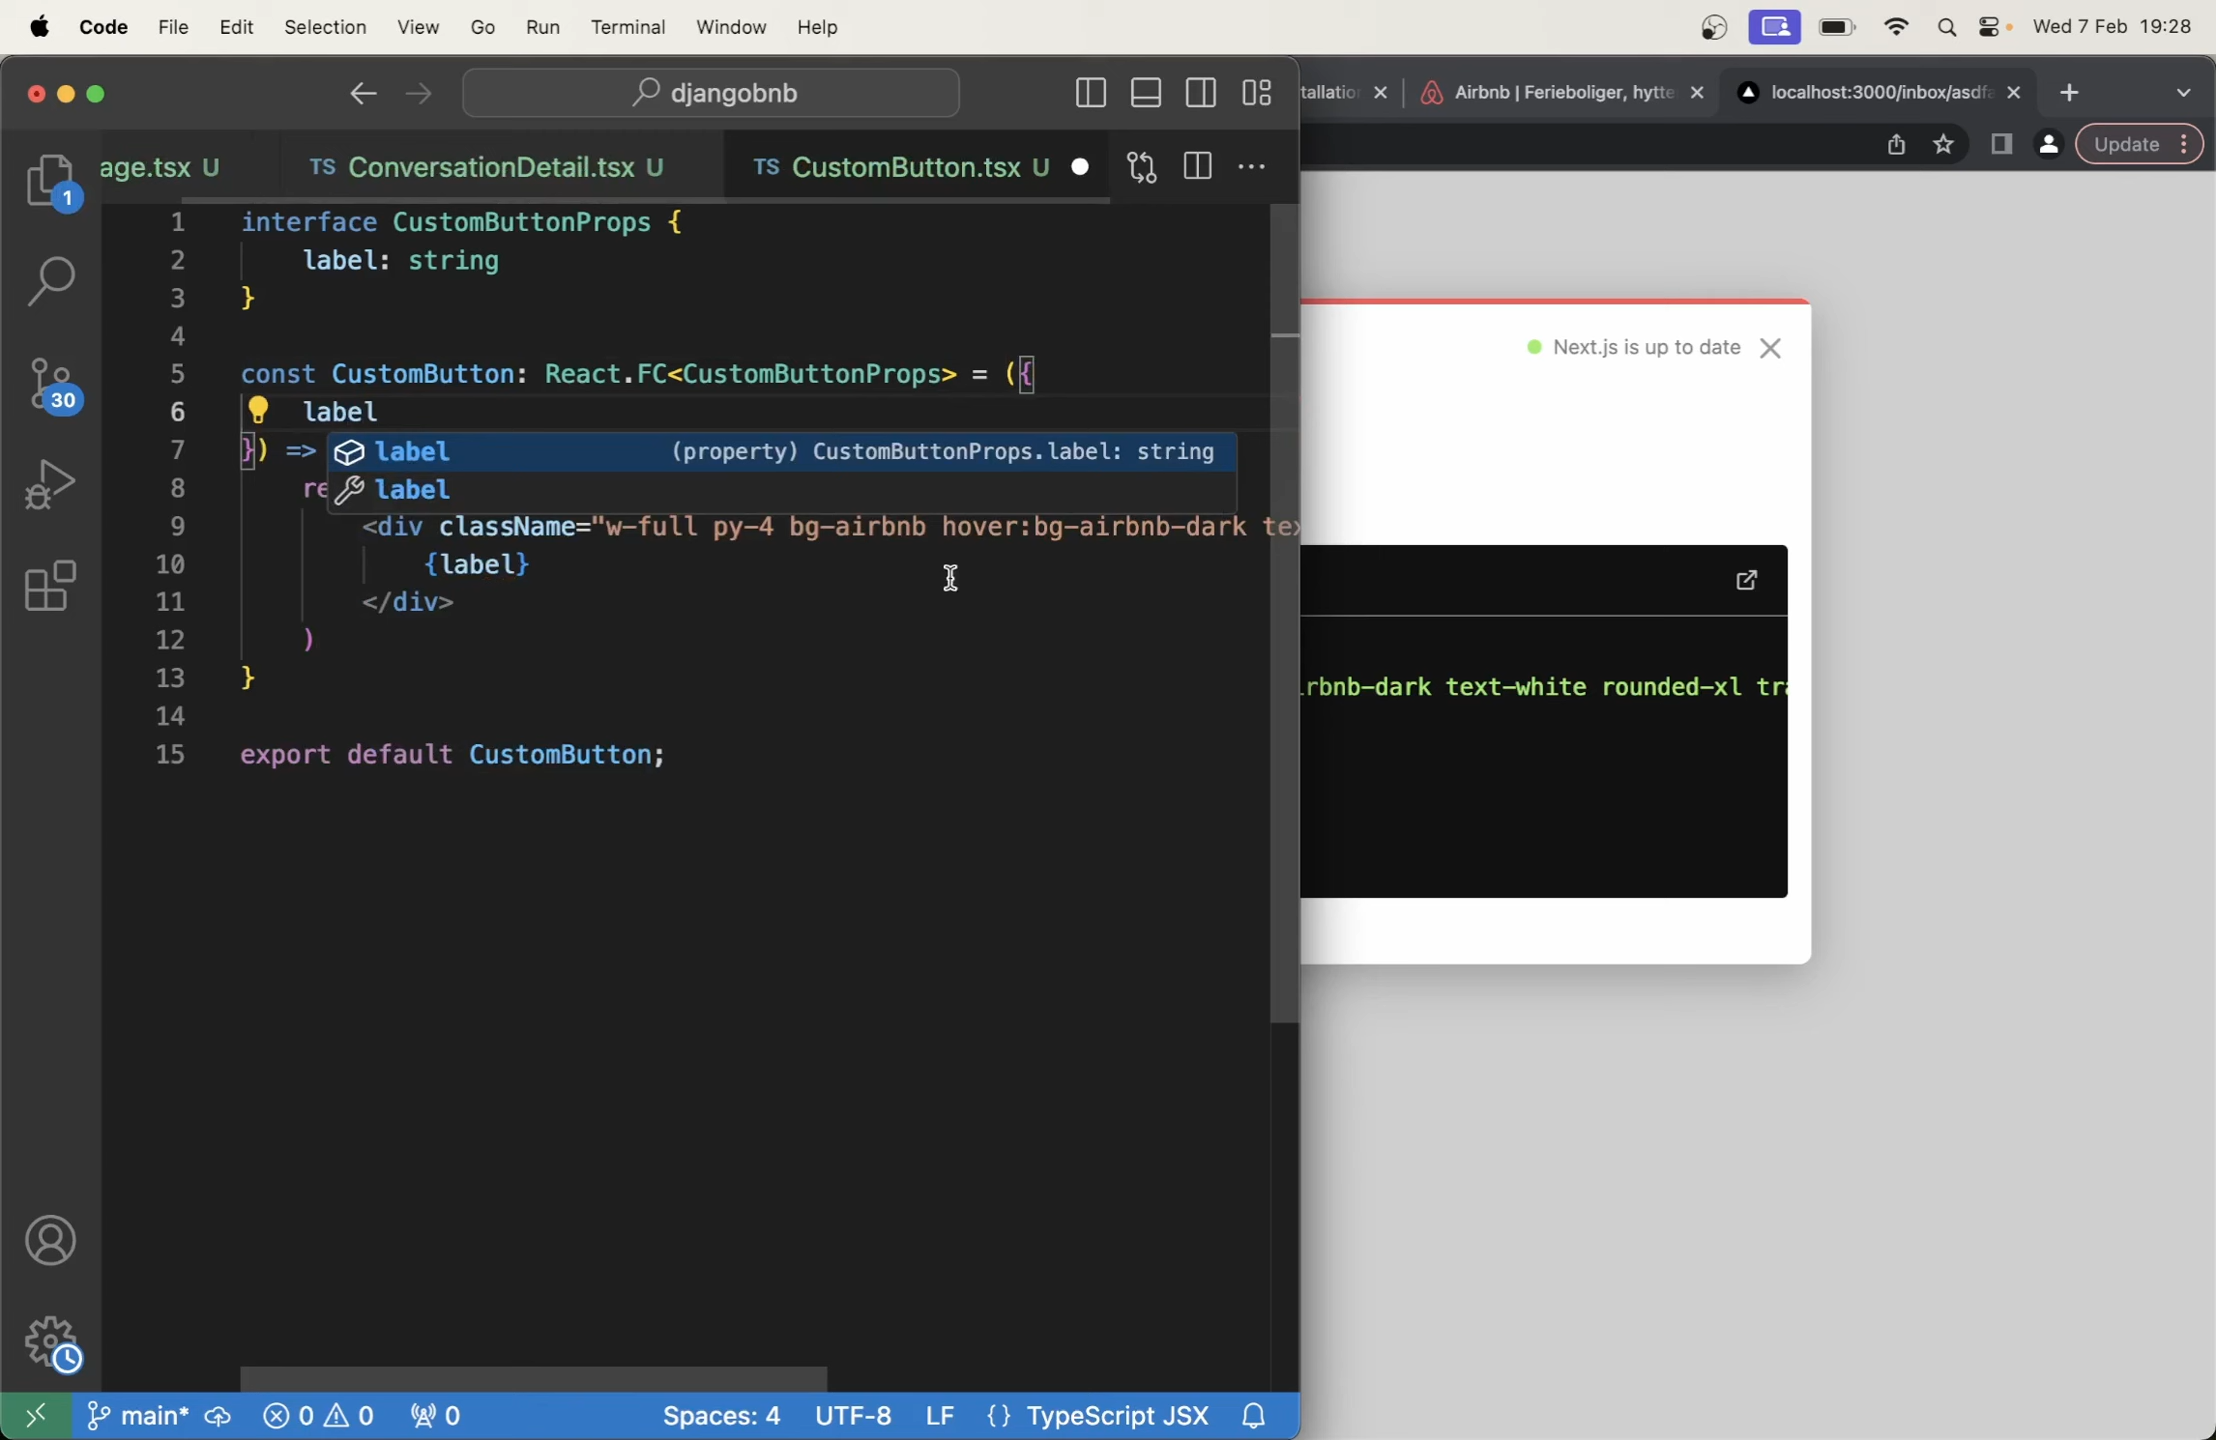 Code File Edit Selection View Go Run Terminal Window Help Wed 7 Feb 19:28
djangobnb
tallation Airbnb | Ferieboliger, hytte localhost:3000/inbox/asdfa
age.tsx U TS ConversationDetail.tsx U TS CustomButton.tsx U
Update
1
30
1 interface CustomButtonProps {
2 label: string
3 }
4
5 const CustomButton: React.FC<CustomButtonProps> = ({
6 label
7 }) =>
label (property) CustomButtonProps.label: string
label
8 re
9 <div className="w-full py-4 bg-airbnb hover:bg-airbnb-dark tex
10 {label}
11 </div>
12 )
13 }
14
15 export default CustomButton;
Next.js is up to date
irbnb-dark text-white rounded-xl tra
main* 0 0 0 Spaces: 4 UTF-8 LF {} TypeScript JSX